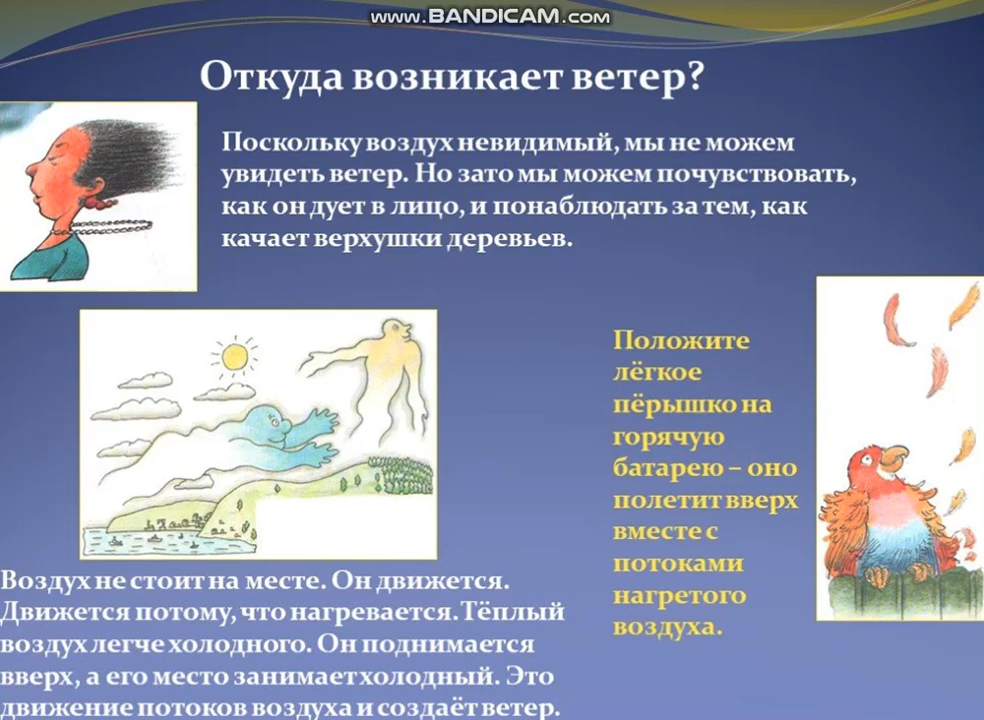 www.BANDICAM.com
Откуда возникает ветер?
Поскольку воздух невидимый, мы не можем
увидеть ветер. Но зато мы можем почувствовать,
как он дует в лицо, и понаблюдать за тем, как
качает верхушки деревьев.
Положите
лёгкое
пёрышко на
горячую
батарею – оно
полетит вверх
вместе с
потоками
нагретого
воздуха.
Воздух не стоит на месте. Он движется.
Движется потому, что нагревается. Тёплый
воздух легче холодного. Он поднимается
вверх, а его место занимает холодный. Это
движение потоков воздуха и создаёт ветер.